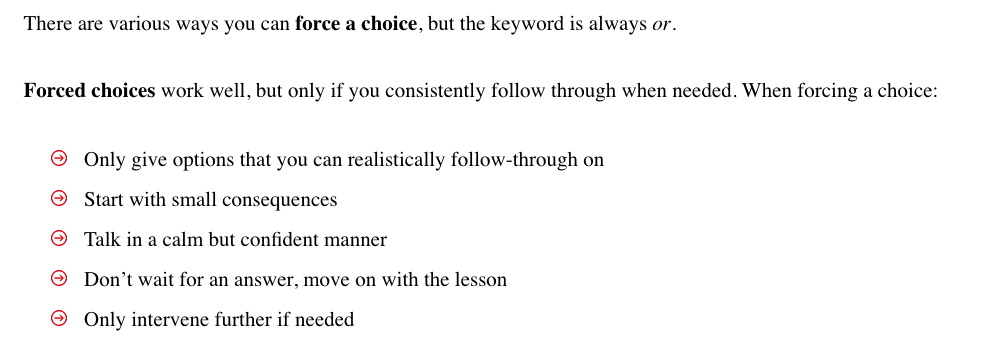 There are various ways you can force a choice, but the keyword is always or.
Forced choices work well, but only if you consistently follow through when needed. When forcing a choice:
Only give options that you can realistically follow-through on
Start with small consequences
Talk in a calm but confident manner
Don’t wait for an answer, move on with the lesson
Only intervene further if needed